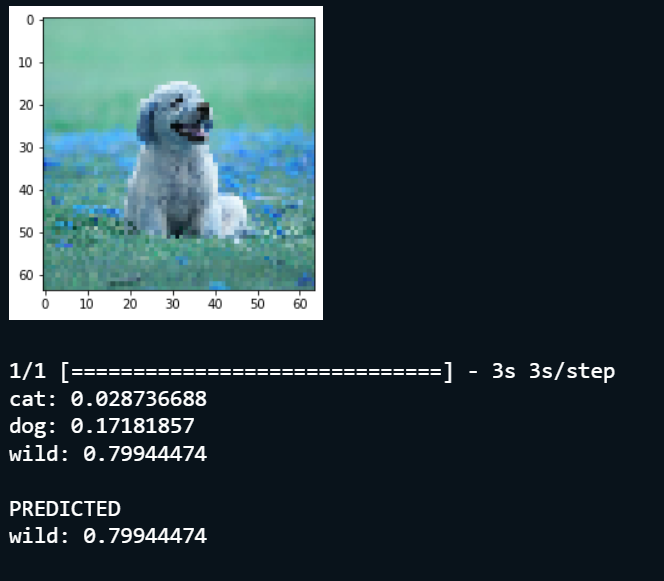 0
10
20
30
40
50
60
0 10 20 30 40 50 60
1/1 [==============================] - 3s 3s/step
cat: 0.028736688
dog: 0.17181857
wild: 0.79944474
PREDICTED
wild: 0.79944474